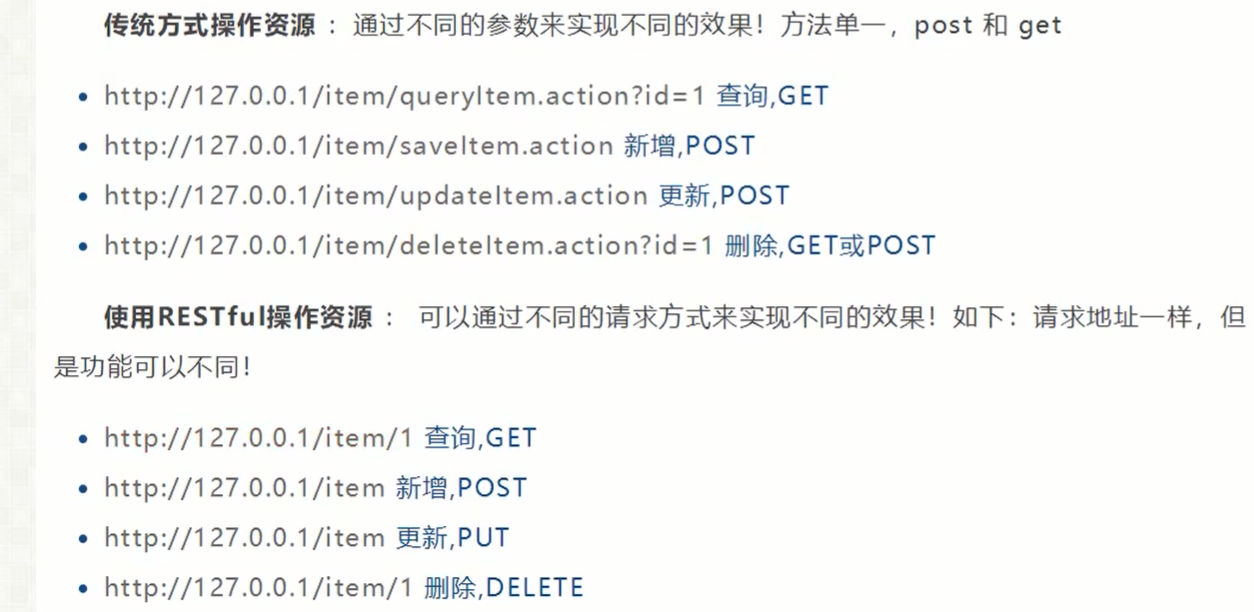 传统方式操作资源 ：通过不同的参数来实现不同的效果！方法单一，post 和 get
http://127.0.0.1/item/queryItem.action?id=1 查询,GET
http://127.0.0.1/item/saveItem.action 新增,POST
http://127.0.0.1/item/updateItem.action 更新,POST
http://127.0.0.1/item/deleteItem.action?id=1 删除,GET或POST
使用RESTful操作资源 ： 可以通过不同的请求方式来实现不同的效果！如下：请求地址一样，但
是功能可以不同！
http://127.0.0.1/item/1 查询,GET
http://127.0.0.1/item 新增,POST
http://127.0.0.1/item 更新,PUT
http://127.0.0.1/item/1 删除,DELETE